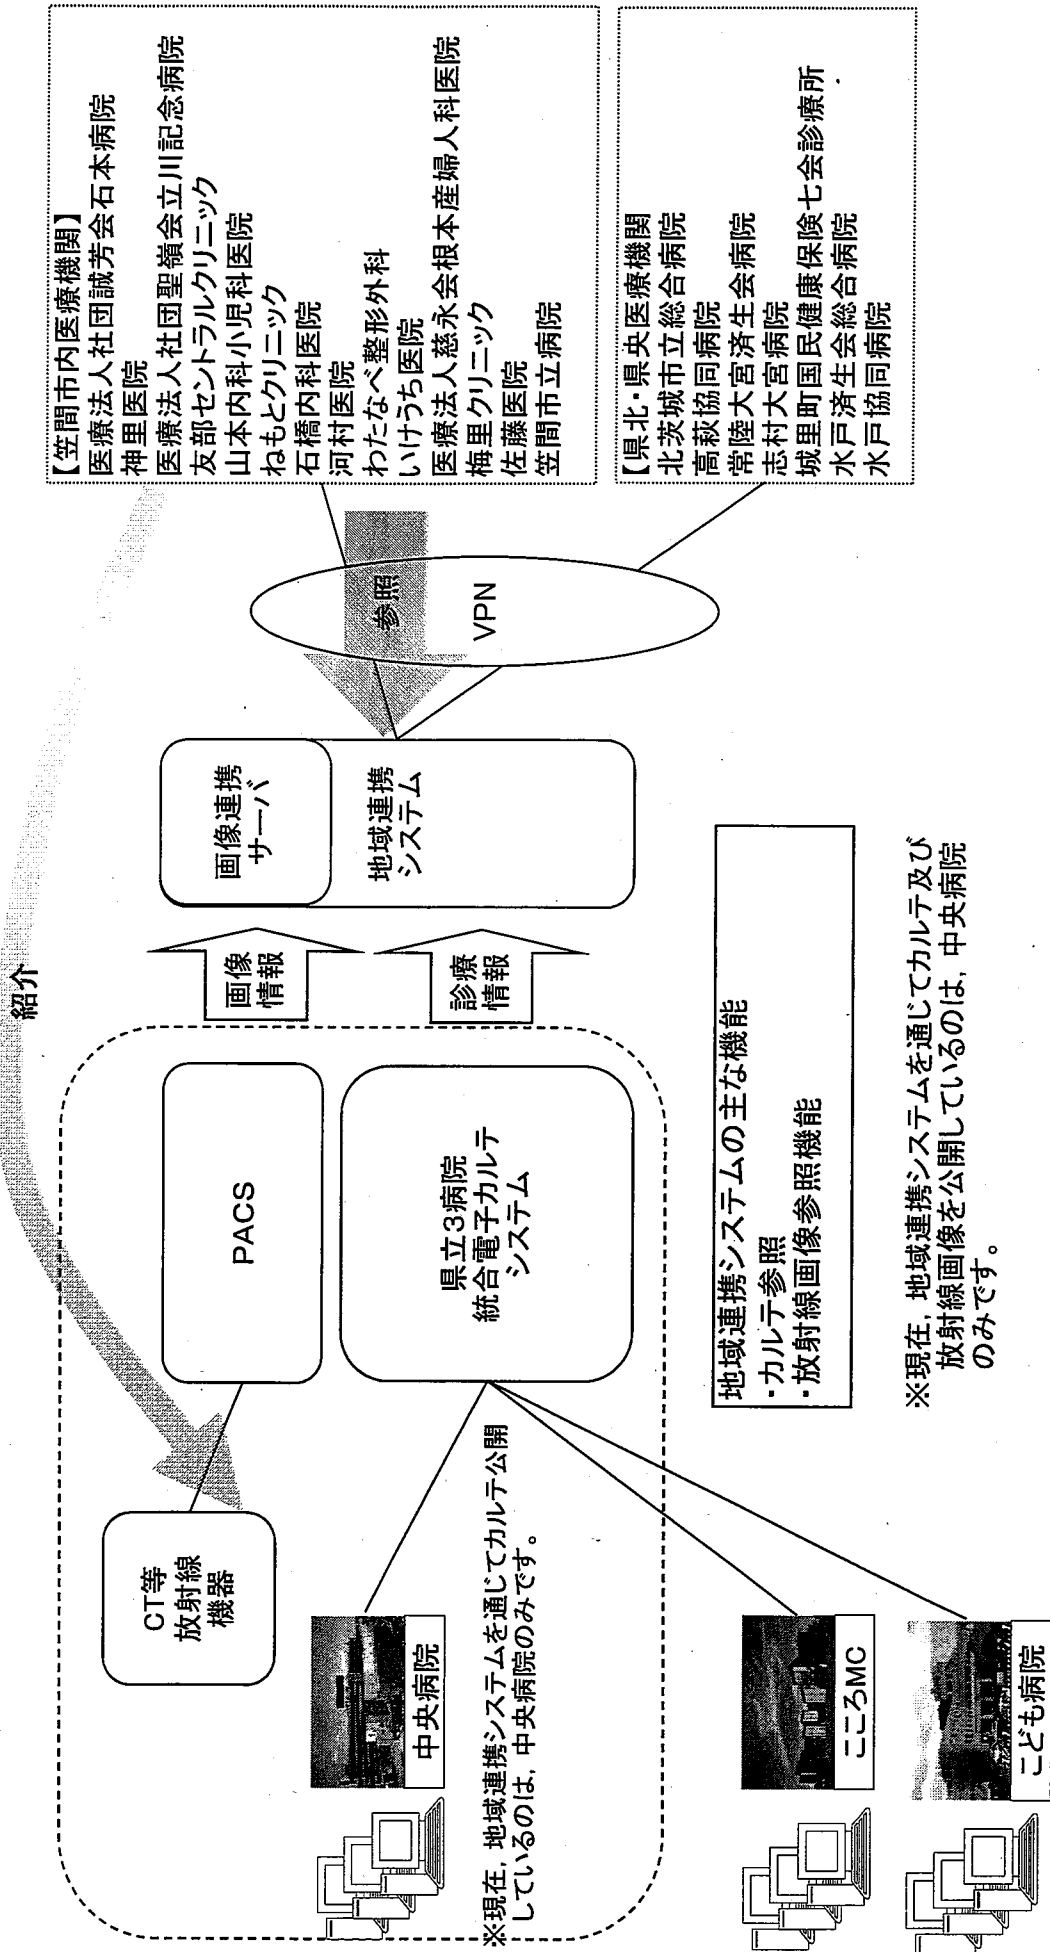 紹介
CT等
放射線
機器
PACS
県立3病院
統合電子カルテ
システム
中央病院
※現在，地域連携システムを通じてカルテ公開
しているのは，中央病院のみです。
こころMC
こども病院
画像
情報
診療
情報
画像連携
サーバ
地域連携
システム
参照
VPN
【笠間市内医療機関】
医療法人社団誠芳会石本病院
神里医院
医療法人社団聖嶺会立川記念病院
友部セントラルクリニック
山本内科小児科医院
ねもとクリニック
石橋内科医院
河村医院
わたなべ整形外科
いけうち医院
医療法人慈永会根本産婦人科医院
梅里クリニック
佐藤医院
笠間市立病院
【県北・県央医療機関
北茨城市立総合病院
高萩協同病院
常陸大宮済生会病院
志村大宮病院
城里町国民健康保険七会診療所
水戸済生会総合病院
水戸協同病院
地域連携システムの主な機能
・カルテ参照
・放射線画像参照機能
※現在，地域連携システムを通じてカルテ及び
放射線画像を公開しているのは，中央病院
のみです。